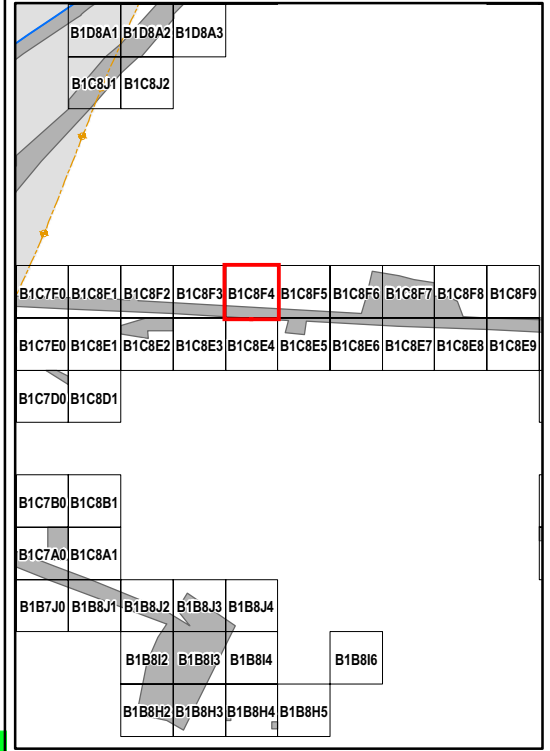 B1D8A1 B1D8A2 B1D8A3
B1C8J1 B1C8J2
B1C7F0 B1C8F1 B1C8F2 B1C8F3 B1C8F4 B1C8F5 B1C8F6 B1C8F7 B1C8F8 B1C8F9
B1C7E0 B1C8E1 B1C8E2 B1C8E3 B1C8E4 B1C8E5 B1C8E6 B1C8E7 B1C8E8 B1C8E9
B1C7D0 B1C8D1
B1C7B0 B1C8B1
B1C7A0 B1C8A1
B1B7J0 B1B8J1 B1B8J2 B1B8J3 B1B8J4
B1B8I2 B1B8I3 B1B8I4 B1B8I6
B1B8H2 B1B8H3 B1B8H4 B1B8H5